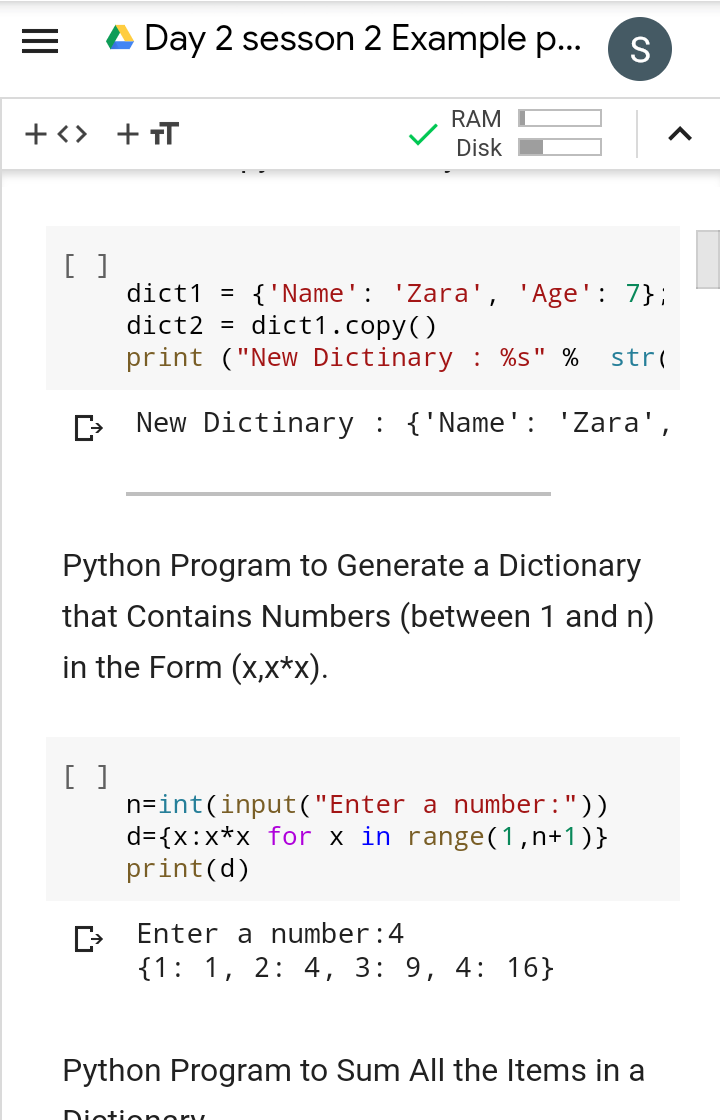 Day 2 sesson 2 Example p...
S
+ <> + TT
RAM
Disk
[ ]
dict1 = {'Name': 'Zara', 'Age': 7};
dict2 = dict1.copy()
print ("New Dictinary : %s" %  str(
New Dictinary : {'Name': 'Zara',
Python Program to Generate a Dictionary
that Contains Numbers (between 1 and n)
in the Form (x,x*x).
[ ]
n=int(input("Enter a number:"))
d={x:x*x for x in range(1,n+1)}
print(d)
Enter a number:4
{1: 1, 2: 4, 3: 9, 4: 16}
Python Program to Sum All the Items in a
Dictionary